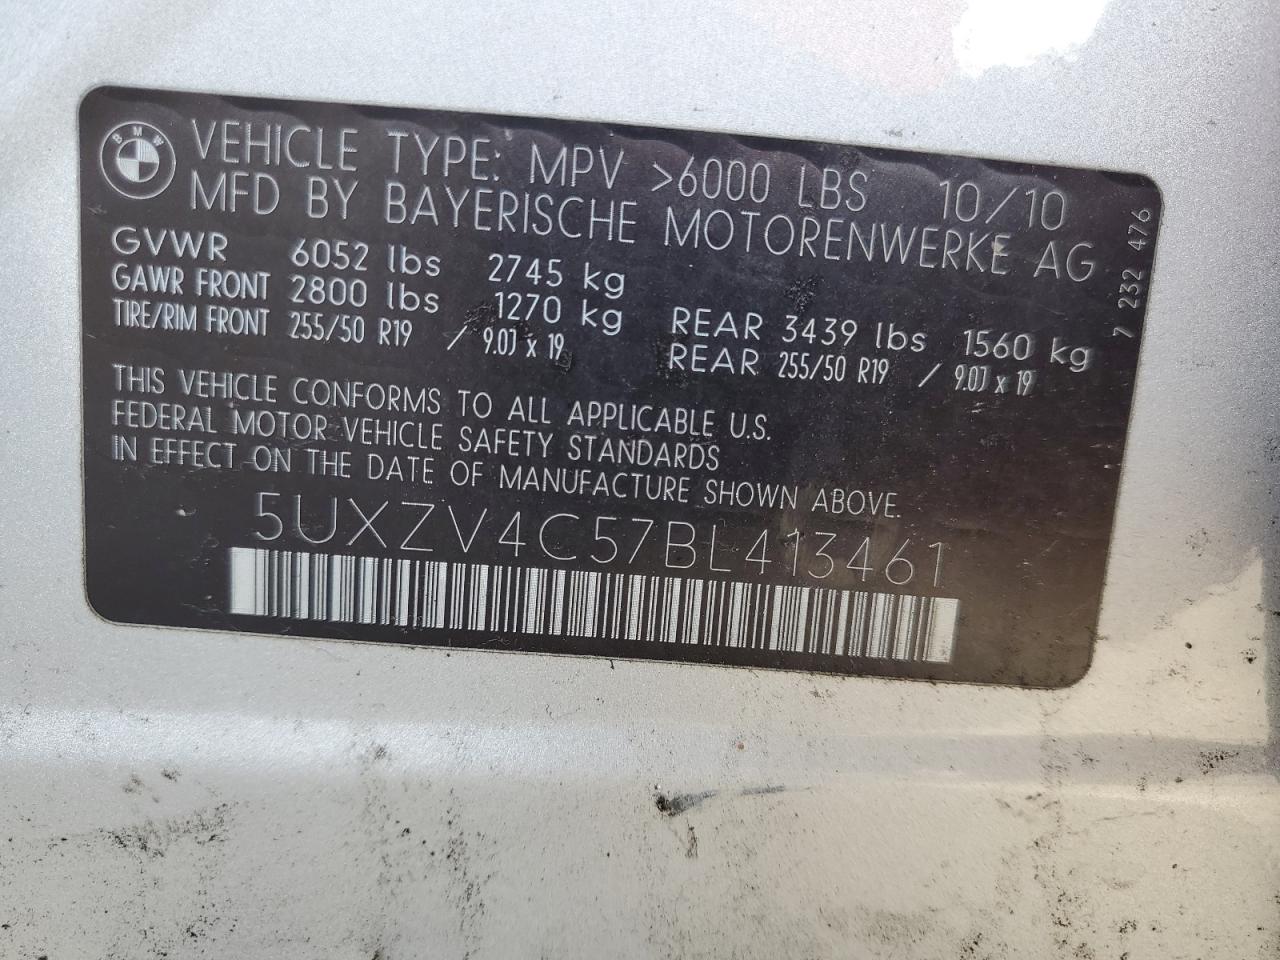 BMW
VEHICLE TYPE: MPV >6000 LBS 10/10
MFD BY BAYERISCHE MOTORENWERKE AG
GVWR 6052 lbs 2745 kg
GAWR FRONT 2800 lbs 1270 kg REAR 3439 lbs 1560 kg
TIRE/RIM FRONT 255/50 R19 / 9.0J x 19 REAR 255/50 R19 / 9.0J x 19
THIS VEHICLE CONFORMS TO ALL APPLICABLE U.S.
FEDERAL MOTOR VEHICLE SAFETY STANDARDS
IN EFFECT ON THE DATE OF MANUFACTURE SHOWN ABOVE.
5UXZV4C57BL413461
7 232 476